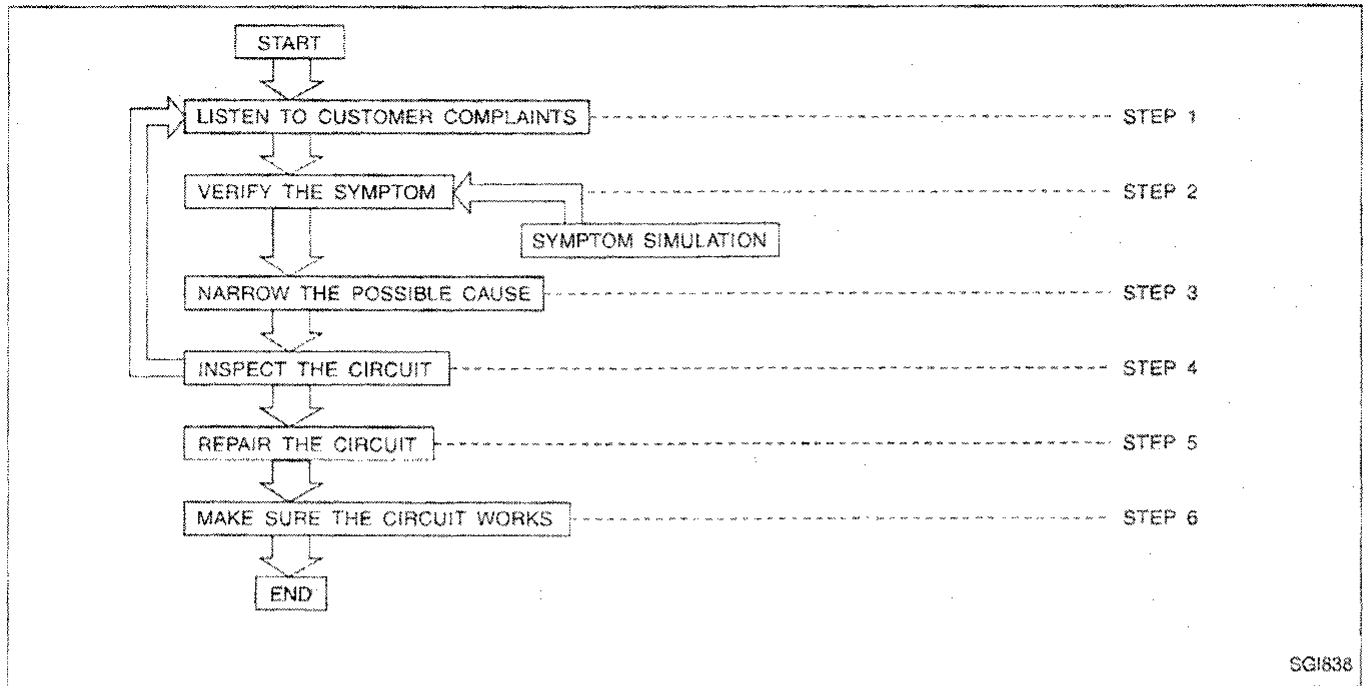 START
LISTEN TO CUSTOMER COMPLAINTS STEP 1
VERIFY THE SYMPTOM STEP 2
SYMPTOM SIMULATION
NARROW THE POSSIBLE CAUSE STEP 3
INSPECT THE CIRCUIT STEP 4
REPAIR THE CIRCUIT STEP 5
MAKE SURE THE CIRCUIT WORKS STEP 6
END
SGI838